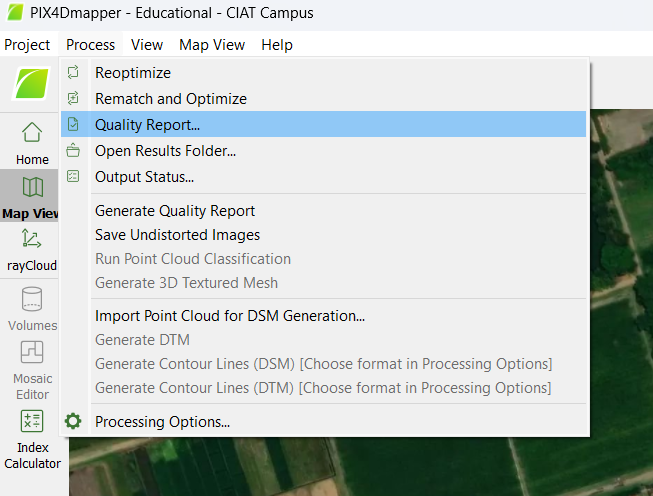 PIX4Dmapper - Educational - CIAT Campus
Project Process View Map View Help
Reoptimize
Rematch and Optimize
Quality Report...
Open Results Folder...
Output Status...
Generate Quality Report
Save Undistorted Images
Run Point Cloud Classification
Generate 3D Textured Mesh
Import Point Cloud for DSM Generation...
Generate DTM
Generate Contour Lines (DSM) [Choose format in Processing Options]
Generate Contour Lines (DTM) [Choose format in Processing Options]
Processing Options...
Home
Map View
rayCloud
Volumes
Mosaic
Editor
Index
Calculator